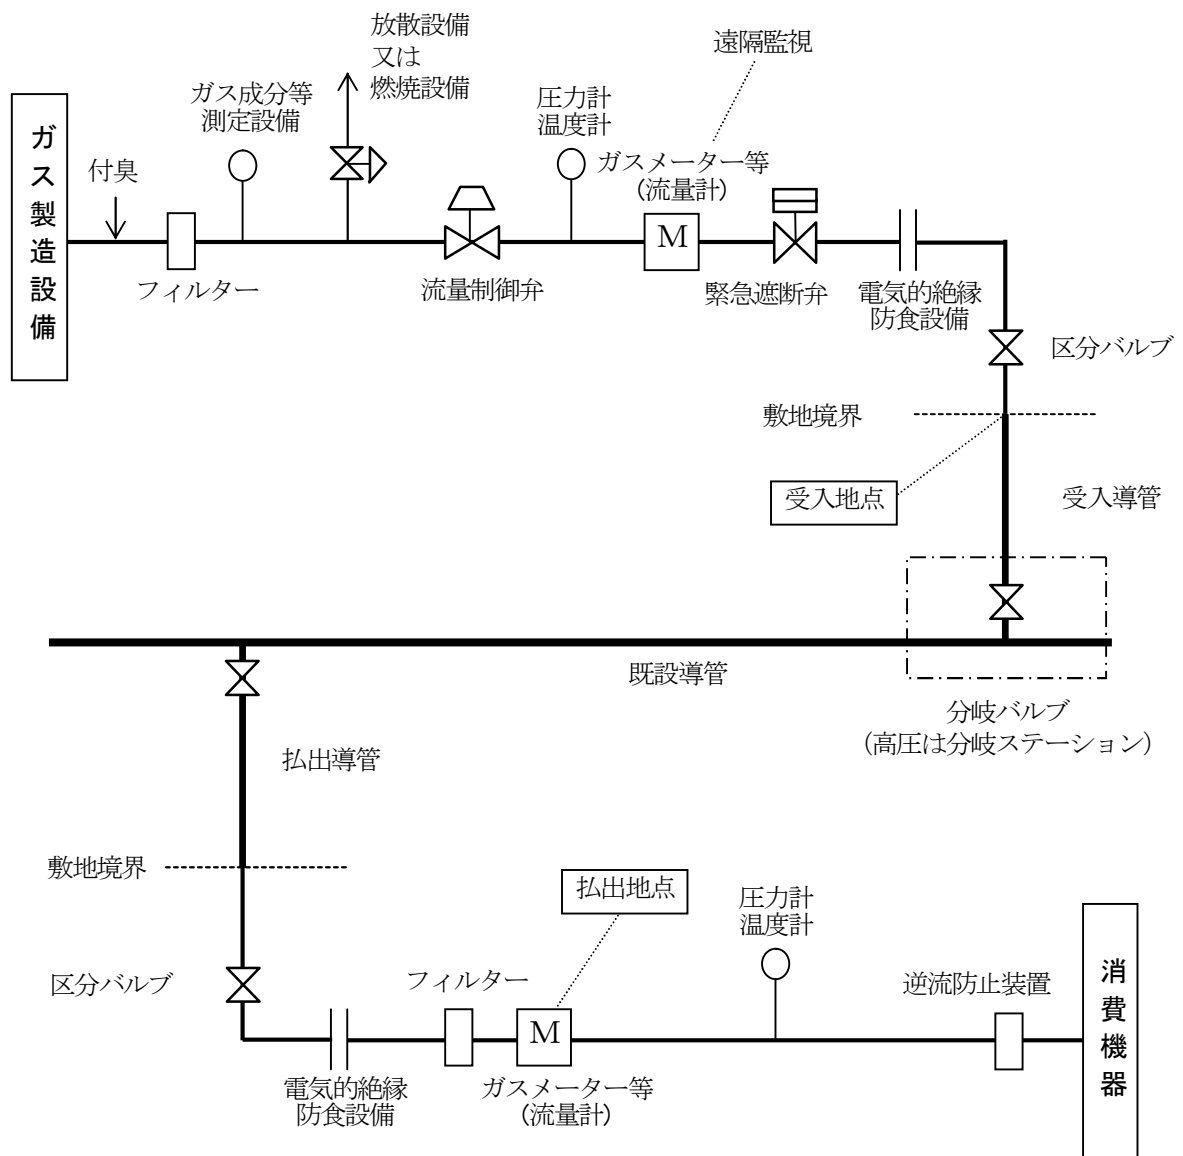 放散設備
又は
燃焼設備
遠隔監視
ガス成分等
測定設備
圧力計
温度計
ガス製造設備
付臭
ガスメーター等
(流量計)
M
フィルター
流量制御弁
緊急遮断弁
電気的絶縁
防食設備
区分バルブ
敷地境界
受入地点
受入導管
既設導管
分岐バルブ
（高圧は分岐ステーション）
払出導管
敷地境界
払出地点
圧力計
温度計
区分バルブ
フィルター
逆流防止装置
消費機器
M
電気的絶縁
防食設備
ガスメーター等
(流量計)